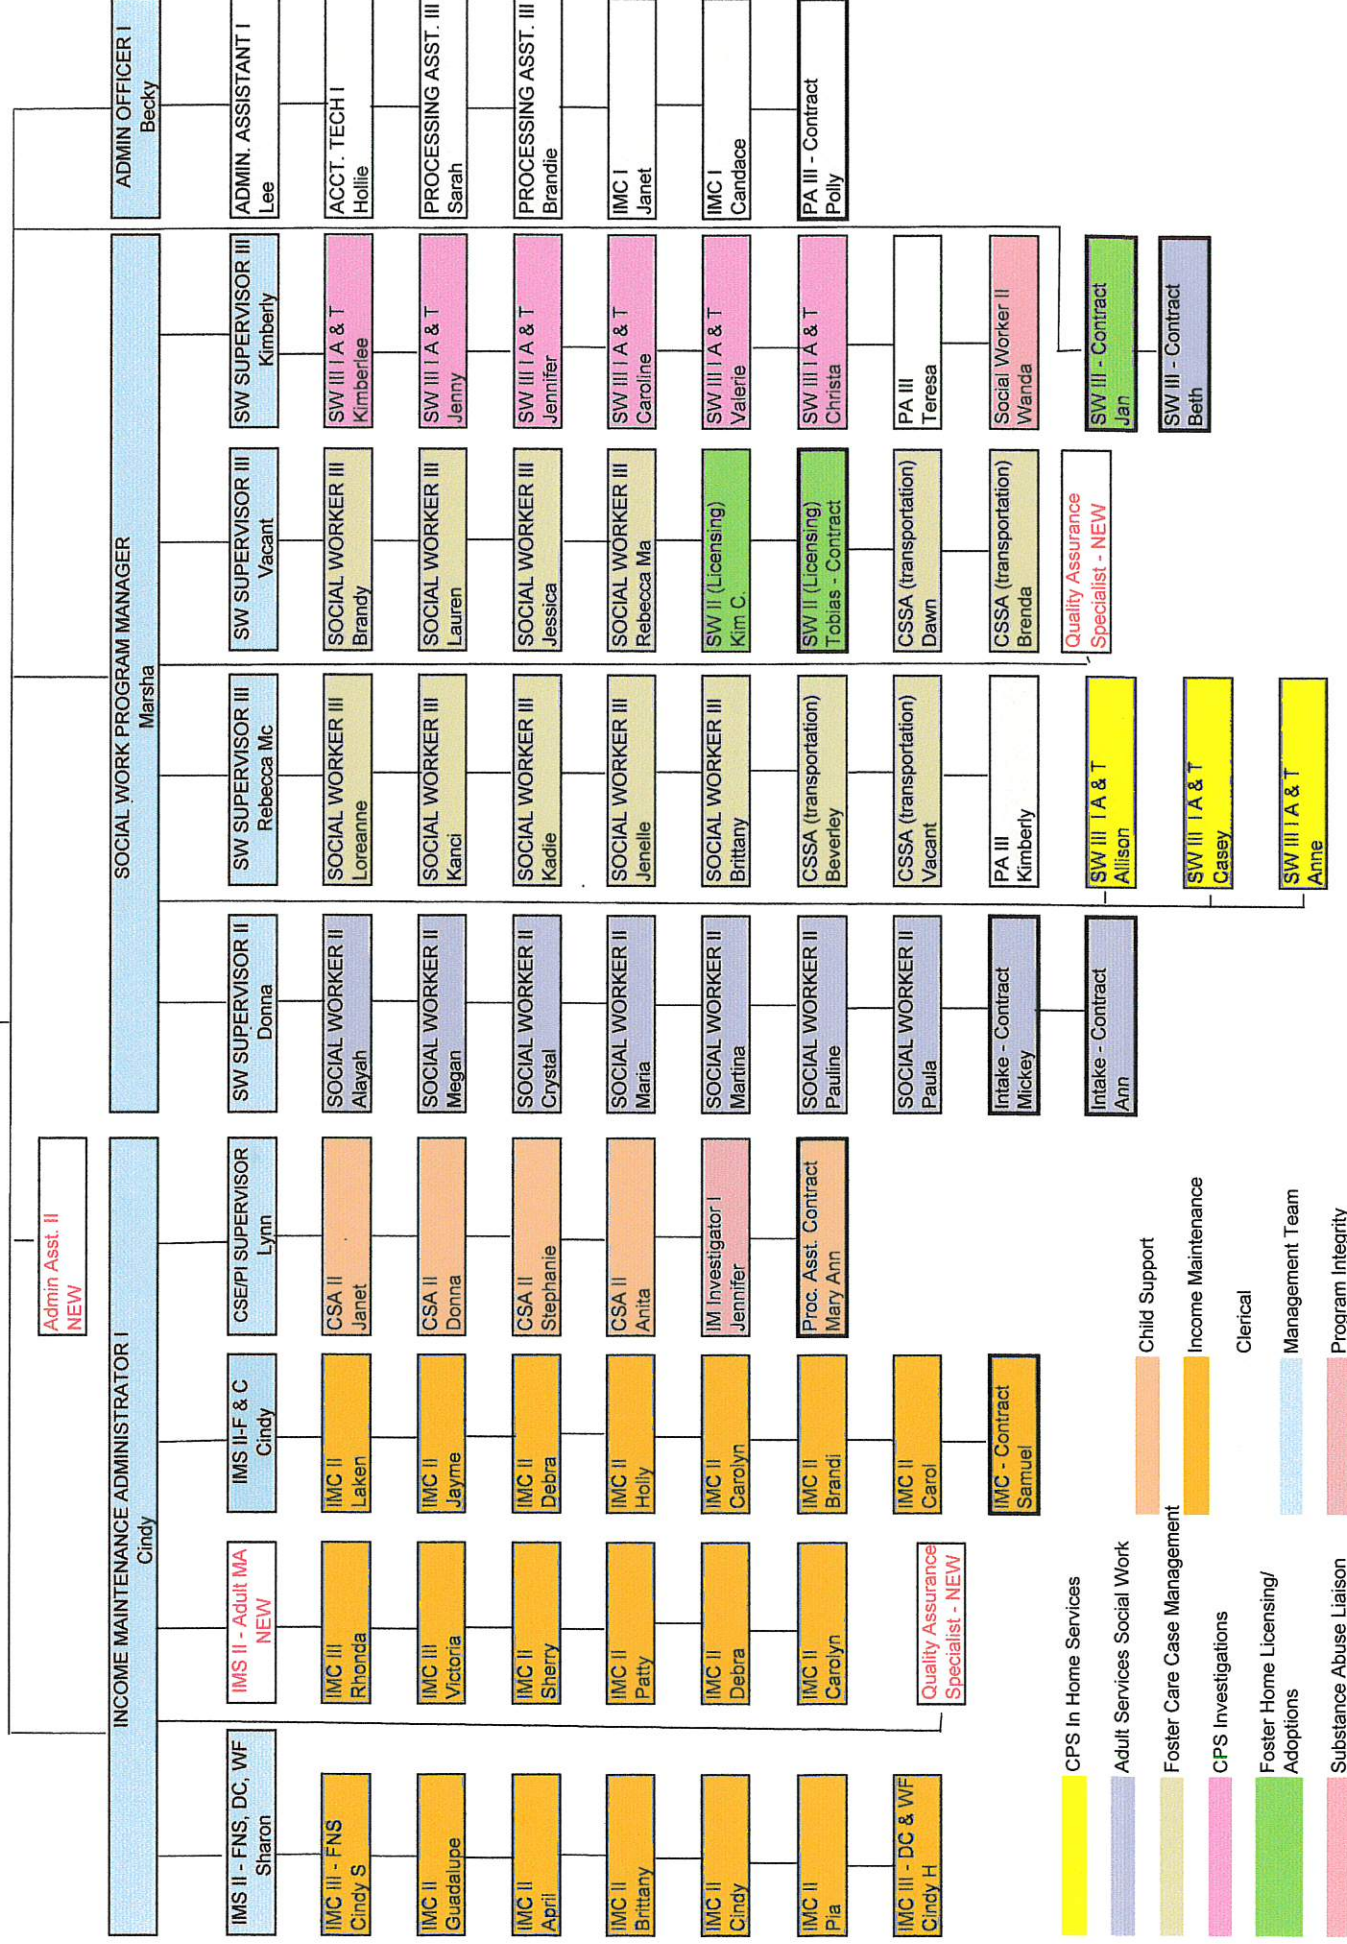 Admin Asst. II
NEW
INCOME MAINTENANCE ADMINISTRATOR I
Cindy
SOCIAL WORK PROGRAM MANAGER
Marsha
ADMIN OFFICER I
Becky
IMS II - FNS, DC, WF
Sharon
IMC III - FNS
Cindy S
IMC II
Guadalupe
IMC II
April
IMC II
Brittany
IMC II
Cindy
IMC II
Pia
IMC III - DC & WF
Cindy H
IMS II - Adult MA
NEW
IMC III
Rhonda
IMC III
Victoria
IMC II
Sherry
IMC II
Patty
IMC II
Debra
IMC II
Carolyn
Quality Assurance
Specialist - NEW
IMS II-F & C
Cindy
IMC II
Laken
IMC II
Jayme
IMC II
Debra
IMC II
Holly
IMC II
Carolyn
IMC II
Brandi
IMC II
Carol
IMC - Contract
Samuel
CSE/PI SUPERVISOR
Lynn
CSA II
Janet
CSA II
Donna
CSA II
Stephanie
CSA II
Anita
IM Investigator I
Jennifer
Proc. Asst. Contract
Mary Ann
SW SUPERVISOR II
Donna
SOCIAL WORKER II
Alayah
SOCIAL WORKER II
Megan
SOCIAL WORKER II
Crystal
SOCIAL WORKER II
Maria
SOCIAL WORKER II
Martina
SOCIAL WORKER II
Pauline
SOCIAL WORKER II
Paula
Intake - Contract
Mickey
Intake - Contract
Ann
SW SUPERVISOR III
Rebecca Mc
SOCIAL WORKER III
Loreanne
SOCIAL WORKER III
Kanci
SOCIAL WORKER III
Kadie
SOCIAL WORKER III
Jenelle
SOCIAL WORKER III
Brittany
CSSA (transportation)
Beverley
CSSA (transportation)
Vacant
PA III
Kimberly
SW III I A & T
Allison
SW III I A & T
Casey
SW III I A & T
Anne
SW SUPERVISOR III
Vacant
SOCIAL WORKER III
Brandy
SOCIAL WORKER III
Lauren
SOCIAL WORKER III
Jessica
SOCIAL WORKER III
Rebecca Ma
SW II (Licensing)
Kim C.
SW II (Licensing)
Tobias - Contract
CSSA (transportation)
Dawn
CSSA (transportation)
Brenda
Quality Assurance
Specialist - NEW
SW SUPERVISOR III
Kimberly
SW III I A & T
Kimberlee
SW III I A & T
Jenny
SW III I A & T
Jennifer
SW III I A & T
Caroline
SW III I A & T
Valerie
SW III I A & T
Christa
PA III
Teresa
Social Worker II
Wanda
SW III - Contract
Jan
SW III - Contract
Beth
ADMIN. ASSISTANT I
Lee
ACCT. TECH I
Hollie
PROCESSING ASST. III
Sarah
PROCESSING ASST. III
Brandie
IMC I
Janet
IMC I
Candace
PA III - Contract
Polly
CPS In Home Services
Adult Services Social Work
Foster Care Case Management
CPS Investigations
Foster Home Licensing/
Adoptions
Substance Abuse Liaison
Child Support
Income Maintenance
Clerical
Management Team
Program Integrity